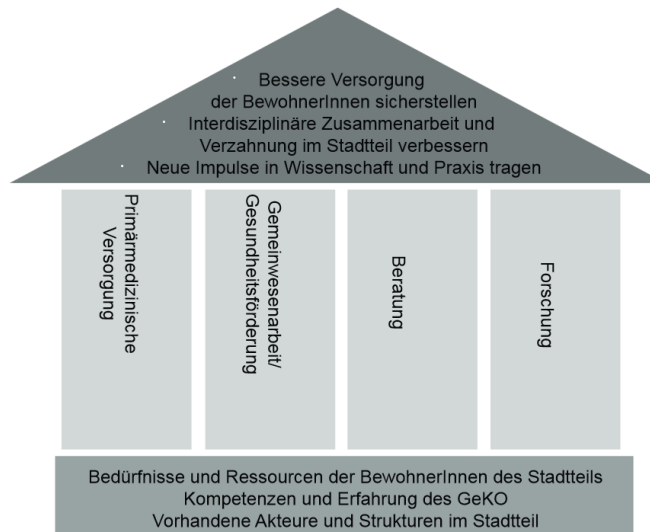 · Bessere Versorgung
der BewohnerInnen sicherstellen
· Interdisziplinäre Zusammenarbeit und
Verzahnung im Stadtteil verbessern
· Neue Impulse in Wissenschaft und Praxis tragen
Primärmedizinische
Versorgung
Gemeinwesenarbeit/
Gesundheitsförderung
Beratung
Forschung
Bedürfnisse und Ressourcen der BewohnerInnen des Stadtteils
Kompetenzen und Erfahrung des GeKO
Vorhandene Akteure und Strukturen im Stadtteil